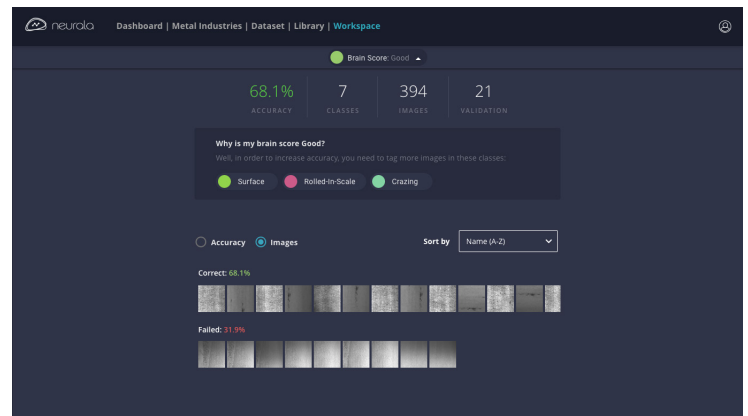 neurala Dashboard | Metal Industries | Dataset | Library | Workspace
Brain Score: Good
68.1% 7 394 21
ACCURACY CLASSES IMAGES VALIDATION
Why is my brain score Good?
Well, in order to increase accuracy, you need to tag more images in these classes:
Surface Rolled-In-Scale Crazing
Accuracy Images Sort by Name (A-Z)
Correct: 68.1%
Failed: 31.9%